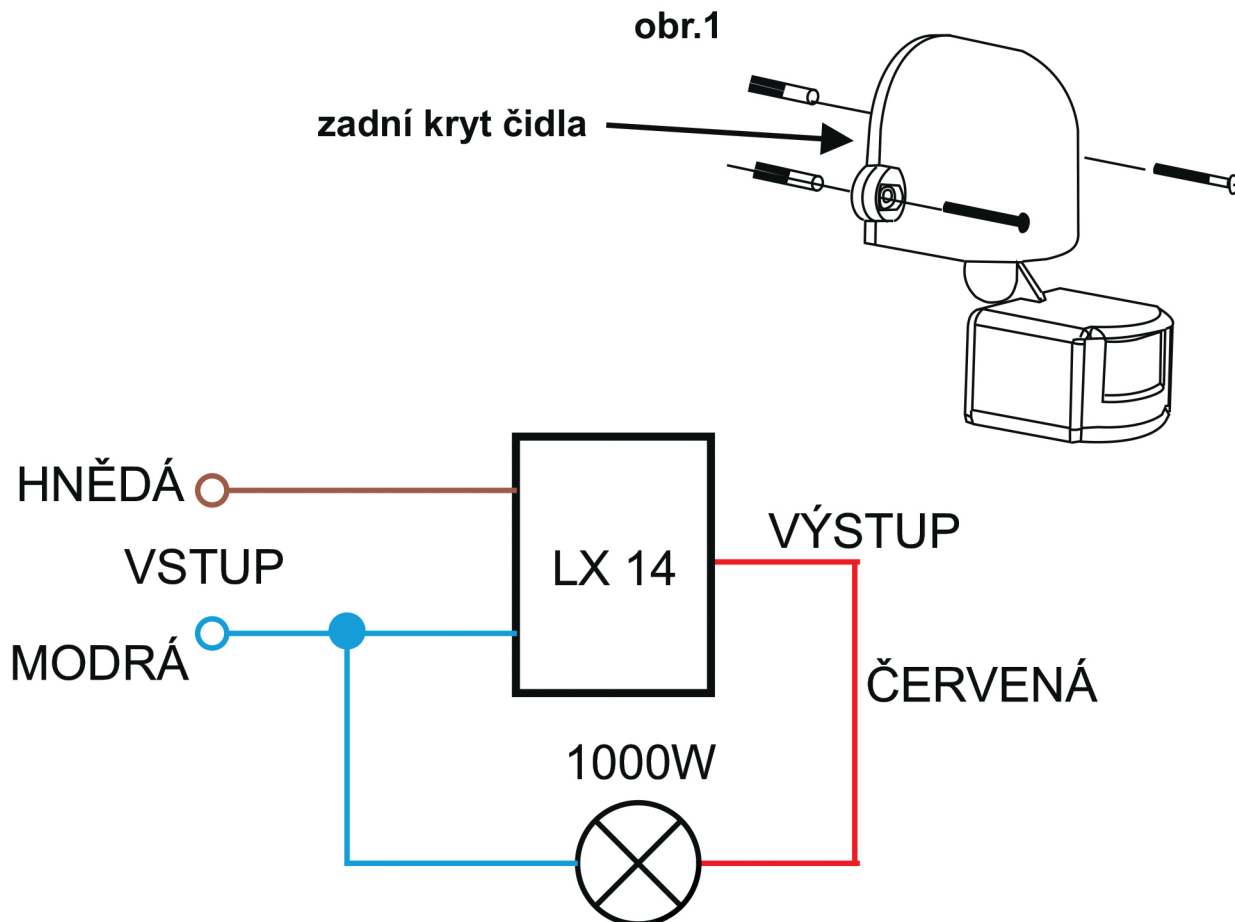 obr.1
zadní kryt čidla
HNĚDÁ
VSTUP
MODRÁ
LX 14
VÝSTUP
ČERVENÁ
1000W